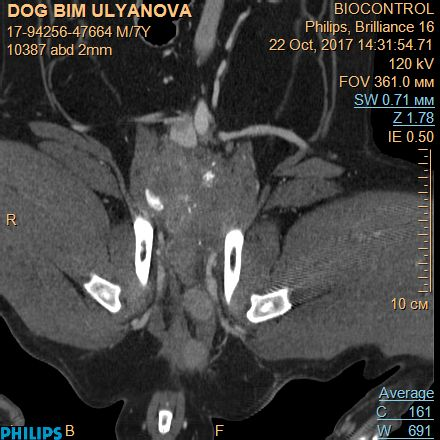 DOG BIM ULYANOVA
17-94256-47664 M/7Y
10387 abd 2mm
BIOCONTROL
Philips, Brilliance 16
22 Oct, 2017 14:31:54.71
120 kV
FOV 361.0 мм
SW 0.71 мм
Z 1.78
IE 0.50
R
10 см
Average
C 161
W 691
PHILIPS B
F